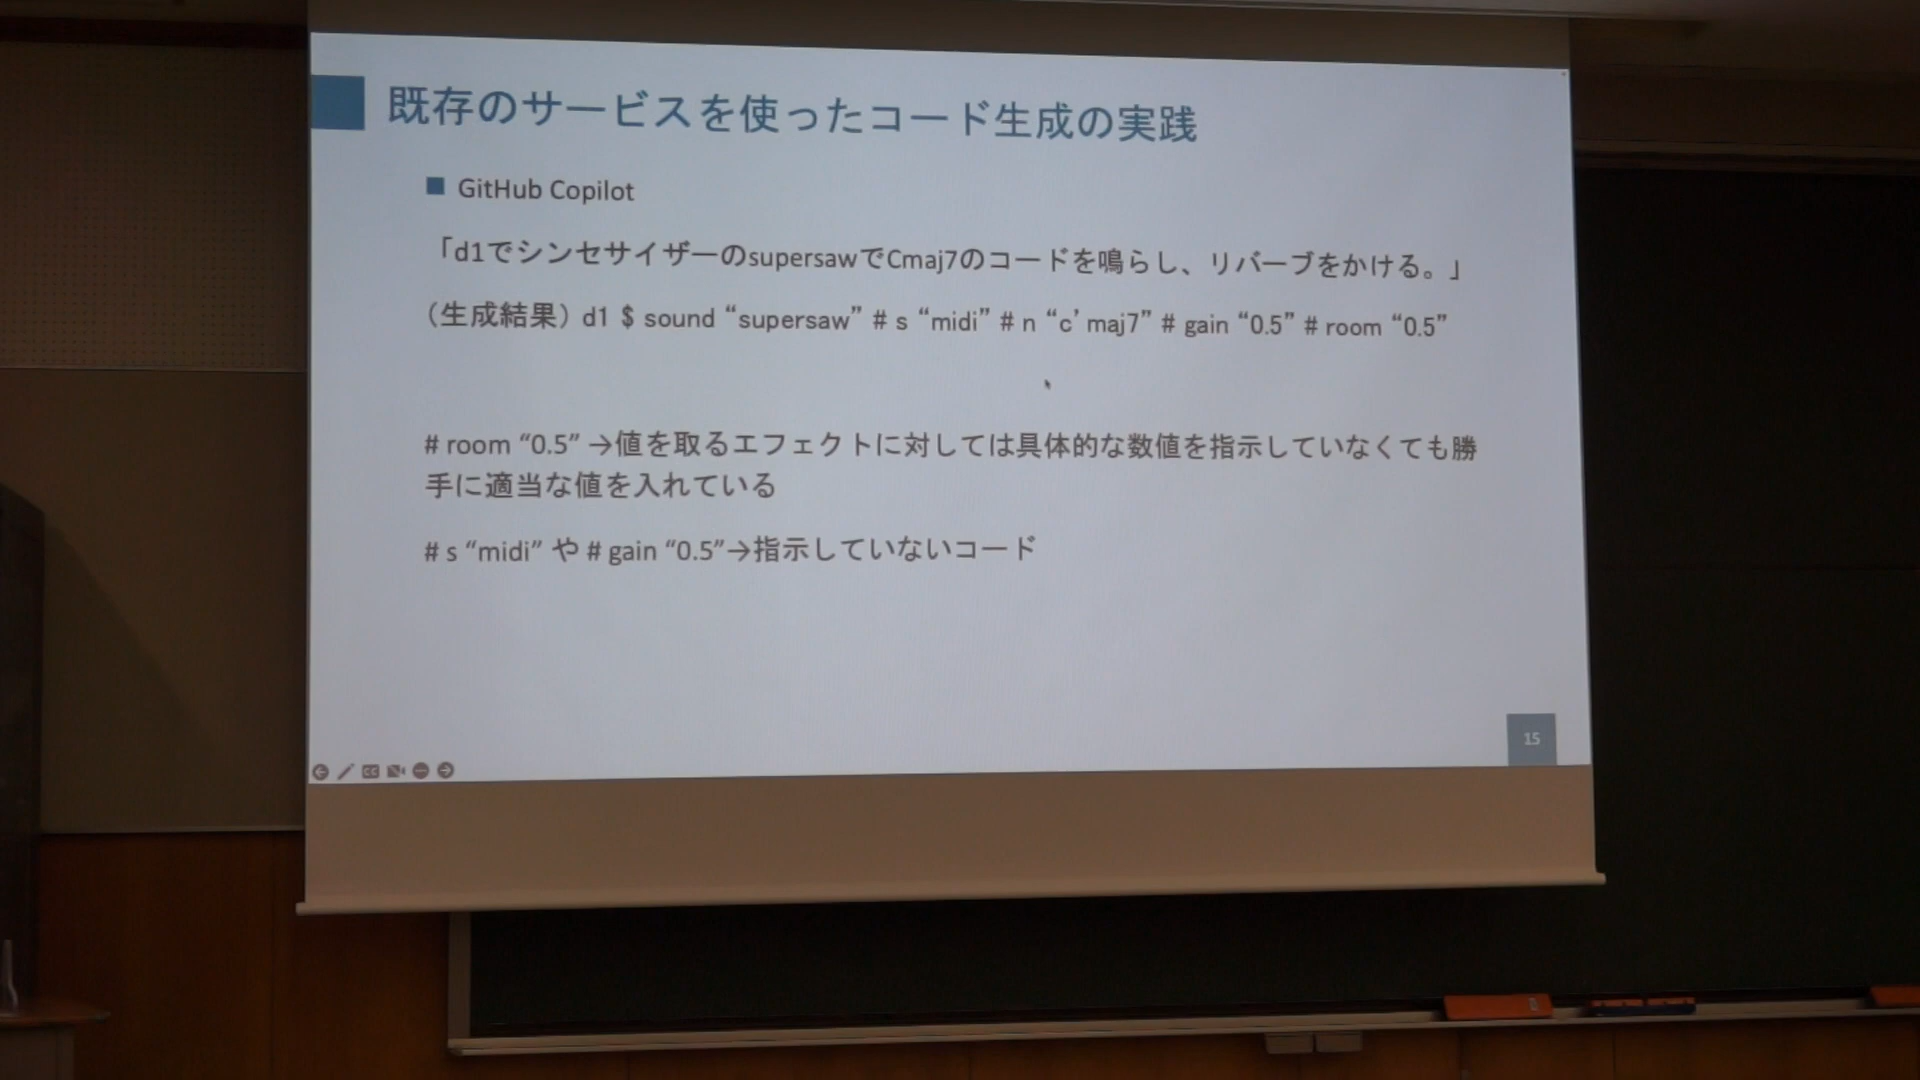 既存のサービスを使ったコード生成の実践
GitHub Copilot
「d1でシンセサイザーのsupersawでCmaj7のコードを鳴らし、リバーブをかける。」
（生成結果）d1 $ sound “supersaw” # s “midi” # n “c’maj7” # gain “0.5” # room “0.5”
# room “0.5” →値を取るエフェクトに対しては具体的な数値を指示していなくても勝
手に適当な値を入れている
# s “midi” や # gain “0.5”→指示していないコード
15